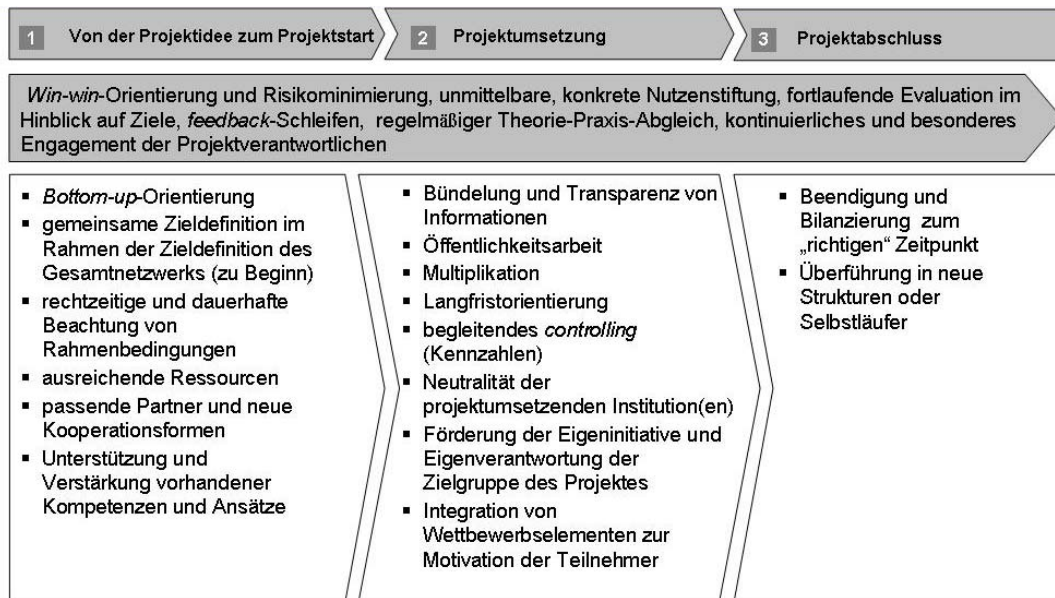 1 Von der Projektidee zum Projektstart
2 Projektumsetzung
3 Projektabschluss
Win-win-Orientierung und Risikominimierung, unmittelbare, konkrete Nutzenstiftung, fortlaufende Evaluation im
Hinblick auf Ziele, feedback-Schleifen, regelmäßiger Theorie-Praxis-Abgleich, kontinuierliches und besonderes
Engagement der Projektverantwortlichen
▪ Bottom-up-Orientierung
▪ gemeinsame Zieldefinition im
Rahmen der Zieldefinition des
Gesamtnetzwerks (zu Beginn)
▪ rechtzeitige und dauerhafte
Beachtung von
Rahmenbedingungen
▪ ausreichende Ressourcen
▪ passende Partner und neue
Kooperationsformen
▪ Unterstützung und
Verstärkung vorhandener
Kompetenzen und Ansätze
▪ Bündelung und Transparenz von
Informationen
▪ Öffentlichkeitsarbeit
▪ Multiplikation
▪ Langfristorientierung
▪ begleitendes controlling
(Kennzahlen)
▪ Neutralität der
projektumsetzenden Institution(en)
▪ Förderung der Eigeninitiative und
Eigenverantwortung der
Zielgruppe des Projektes
▪ Integration von
Wettbewerbselementen zur
Motivation der Teilnehmer
▪ Beendigung und
Bilanzierung zum
„richtigen“ Zeitpunkt
▪ Überführung in neue
Strukturen oder
Selbstläufer